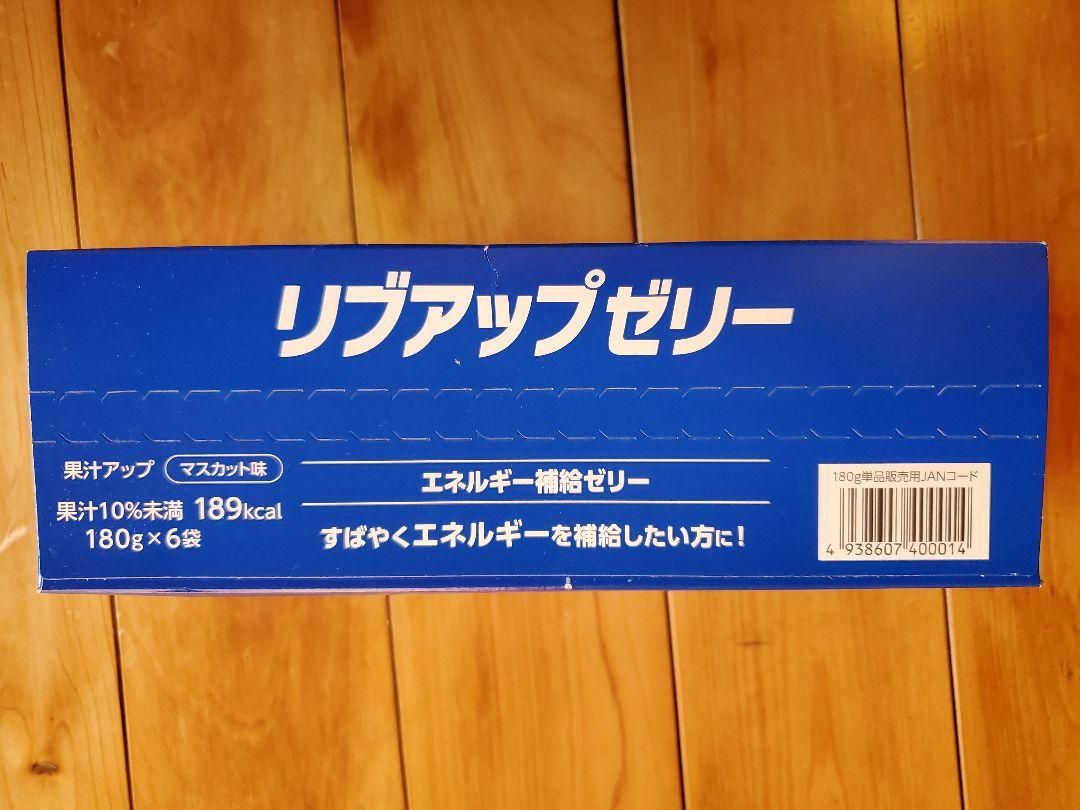 リブアップゼリー
果汁アップ マスカット味
果汁10%未満 189kcal
180g×6袋
エネルギー補給ゼリー
すばやくエネルギーを補給したい方に!
180g単品販売用JANコード
4 938607 400014